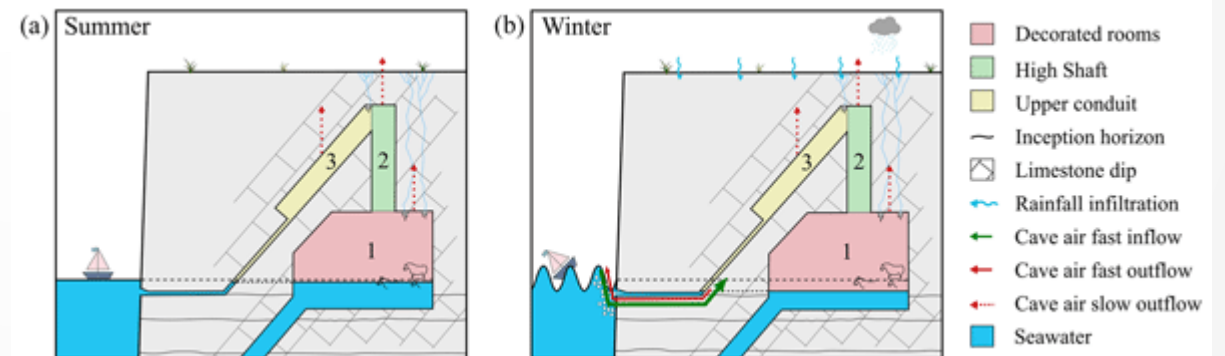 (a) Summer
3
2
1
(b) Winter
3
2
1
Decorated rooms
High Shaft
Upper conduit
Inception horizon
Limestone dip
Rainfall infiltration
Cave air fast inflow
Cave air fast outflow
Cave air slow outflow
Seawater